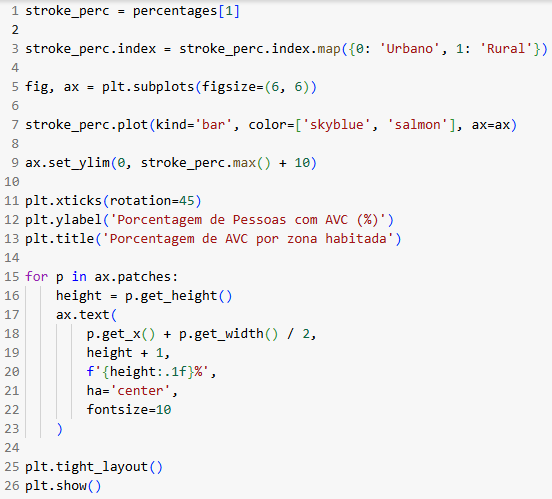 1 stroke_perc = percentages[1]
2
3 stroke_perc.index = stroke_perc.index.map({0: 'Urbano', 1: 'Rural'})
4
5 fig, ax = plt.subplots(figsize=(6, 6))
6
7 stroke_perc.plot(kind='bar', color=['skyblue', 'salmon'], ax=ax)
8
9 ax.set_ylim(0, stroke_perc.max() + 10)
10
11 plt.xticks(rotation=45)
12 plt.ylabel('Porcentagem de Pessoas com AVC (%)')
13 plt.title('Porcentagem de AVC por zona habitada')
14
15 for p in ax.patches:
16     height = p.get_height()
17     ax.text(
18         p.get_x() + p.get_width() / 2,
19         height + 1,
20         f'{height:.1f}%',
21         ha='center',
22         fontsize=10
23     )
24
25 plt.tight_layout()
26 plt.show()